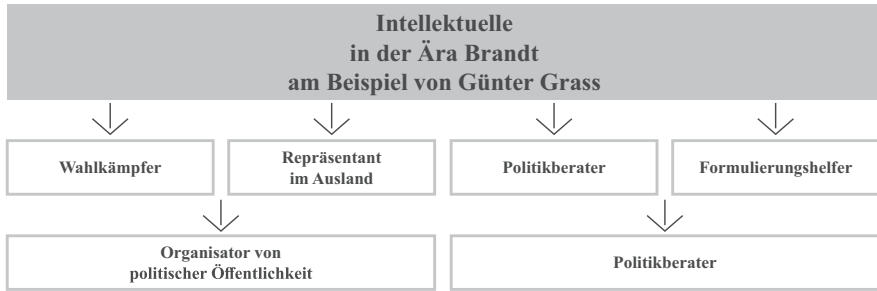 Intellektuelle
in der Ära Brandt
am Beispiel von Günter Grass
Wahlkämpfer
Repräsentant
im Ausland
Politikberater
Formulierungshelfer
Organisator von
politischer Öffentlichkeit
Politikberater